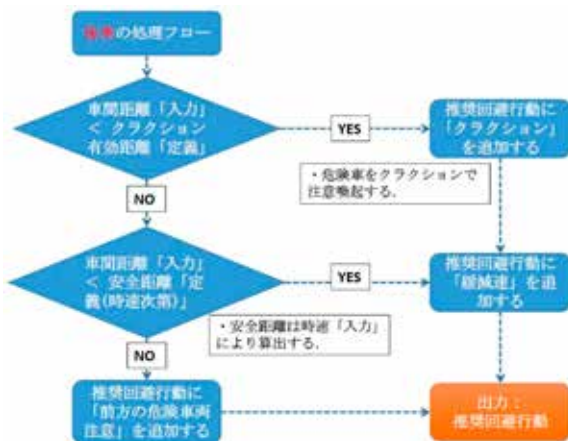 の処理フロー
車間距離「入力」
< クラクション
有効距離「定義」
YES
推奨回避行動に
「クラクション」
を追加する
・危険車をクラクションで
注意喚起する.
NO
車間距離「入力」
< 安全距離「定
義(時速次第)」
YES
推奨回避行動に
「緩減速」を追
加する
・安全距離は時速「入力」
により算出する.
NO
推奨回避行動に
「前方の危険車両
注意」を追加する
出力：
推奨回避行動